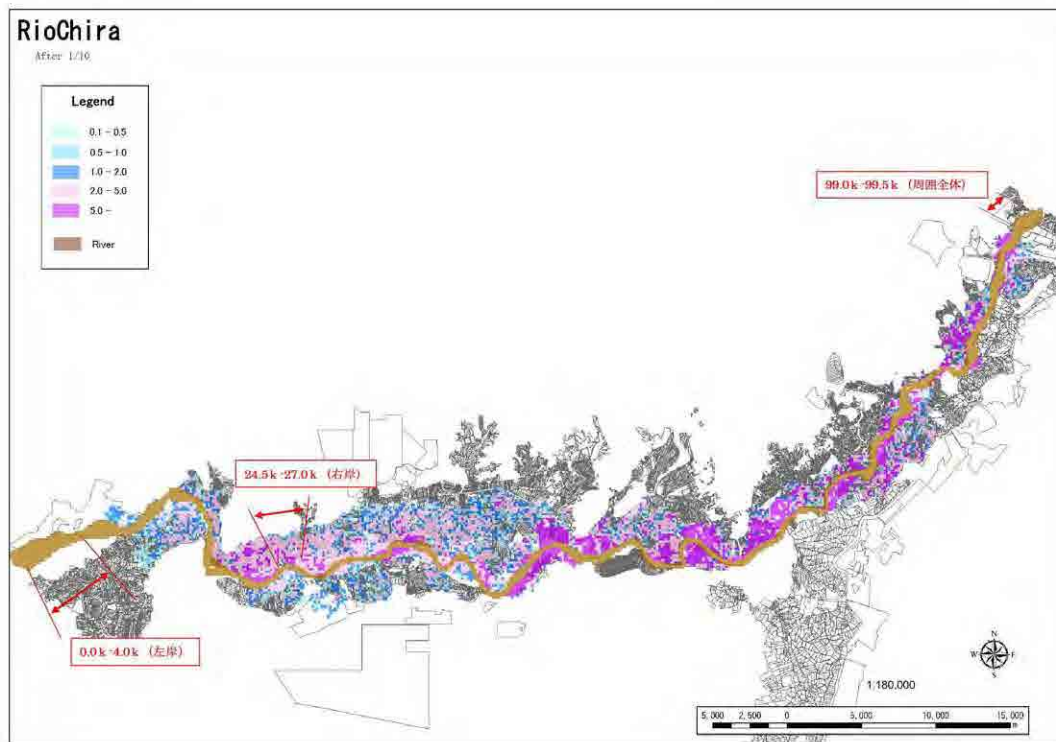 RioChira
After 1/10
Legend
0.1 - 0.5
0.5 - 1.0
1.0 - 2.0
2.0 - 5.0
5.0 -
River
99.0k-99.5k (周囲全体)
24.5k-27.0k (右岸)
0.0k-4.0k (左岸)
N
W
E
S
1:180,000
5,000 2,500 0 5,000 10,000 15,000